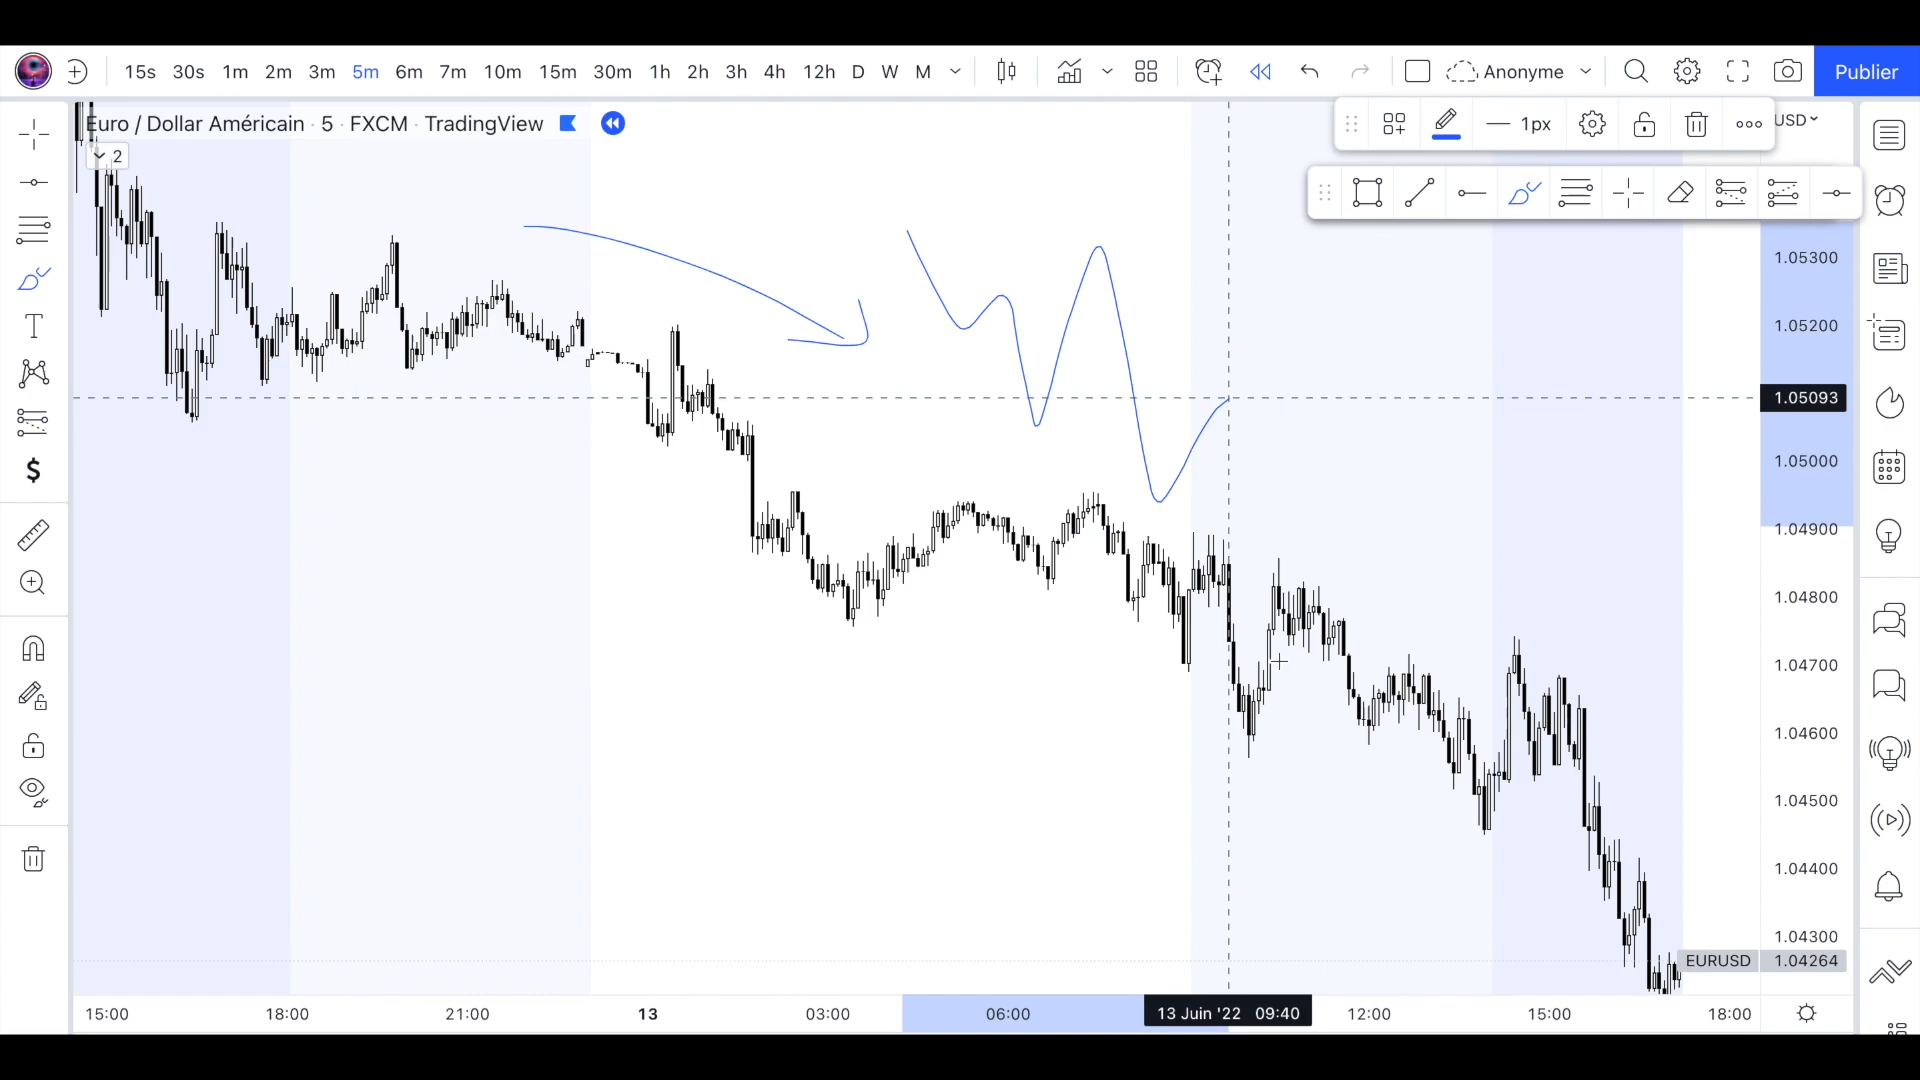 15s 30s 1m 2m 3m 5m 6m 7m 10m 15m 30m 1h 2h 3h 4h 12h D W M Anonyme Publier
Euro / Dollar Américain · 5 · FXCM · TradingView
2
1px
USD
T
$
1.05300
1.05200
1.05093
1.05000
1.04900
1.04800
1.04700
1.04600
1.04500
1.04400
1.04300
EURUSD 1.04264
15:00 18:00 21:00 13 03:00 06:00 13 Juin '22 09:40 12:00 15:00 18:00